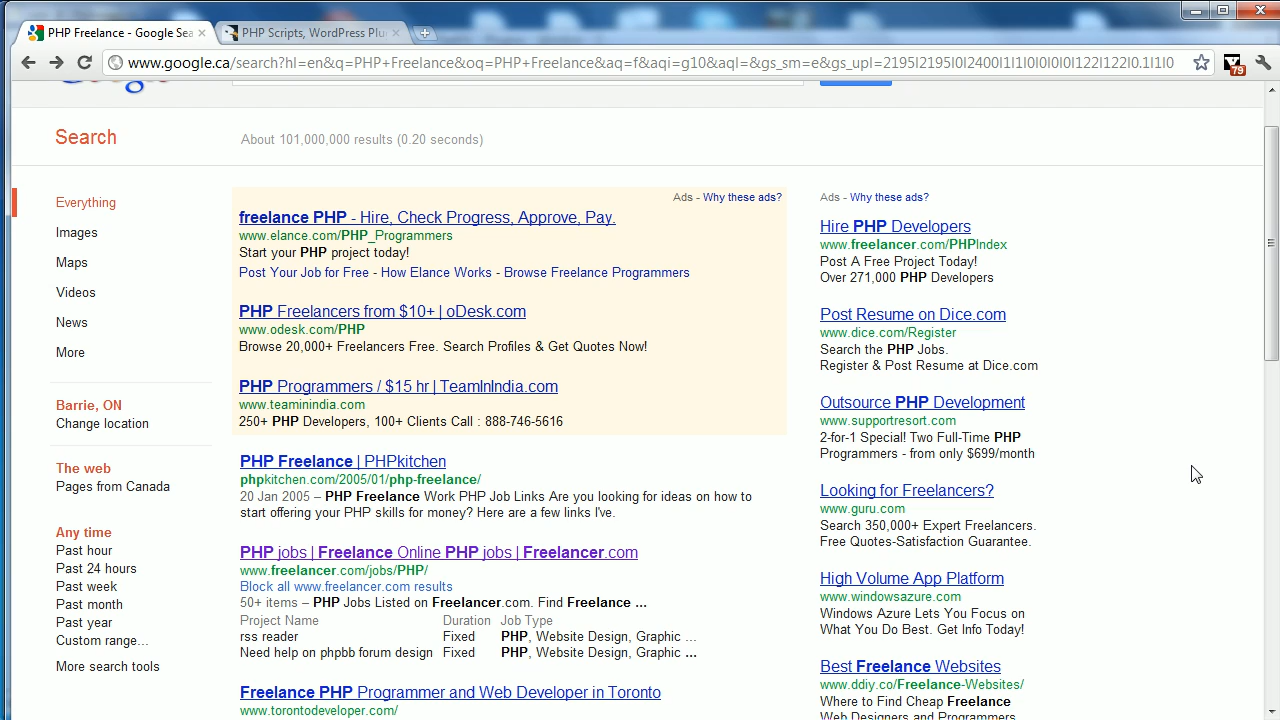 PHP Freelance - Google Sea
PHP Scripts, WordPress Plu
www.google.ca/search?hl=en&q=PHP+Freelance&oq=PHP+Freelance&aq=f&aqi=g10&aql=&gs_sm=e&gs_upl=2195l2195l0l2400l1l1l0l0l0l0l122l122l0.1l1l0
79
Search
About 101,000,000 results (0.20 seconds)
Everything
Images
Maps
Videos
News
More
Barrie, ON
Change location
The web
Pages from Canada
Any time
Past hour
Past 24 hours
Past week
Past month
Past year
Custom range...
More search tools
Ads - Why these ads?
freelance PHP - Hire, Check Progress, Approve, Pay.
www.elance.com/PHP_Programmers
Start your PHP project today!
Post Your Job for Free - How Elance Works - Browse Freelance Programmers
PHP Freelancers from $10+ | oDesk.com
www.odesk.com/PHP
Browse 20,000+ Freelancers Free. Search Profiles & Get Quotes Now!
PHP Programmers / $15 hr | TeamInIndia.com
www.teaminindia.com
250+ PHP Developers, 100+ Clients Call : 888-746-5616
PHP Freelance | PHPkitchen
phpkitchen.com/2005/01/php-freelance/
20 Jan 2005 – PHP Freelance Work PHP Job Links Are you looking for ideas on how to
start offering your PHP skills for money? Here are a few links I've.
PHP jobs | Freelance Online PHP jobs | Freelancer.com
www.freelancer.com/jobs/PHP/
Block all www.freelancer.com results
50+ items – PHP Jobs Listed on Freelancer.com. Find Freelance ...
Project Name Duration Job Type
rss reader Fixed PHP, Website Design, Graphic ...
Need help on phpbb forum design Fixed PHP, Website Design, Graphic ...
Freelance PHP Programmer and Web Developer in Toronto
www.torontodeveloper.com/
Ads - Why these ads?
Hire PHP Developers
www.freelancer.com/PHPIndex
Post A Free Project Today!
Over 271,000 PHP Developers
Post Resume on Dice.com
www.dice.com/Register
Search the PHP Jobs.
Register & Post Resume at Dice.com
Outsource PHP Development
www.supportresort.com
2-for-1 Special! Two Full-Time PHP
Programmers - from only $699/month
Looking for Freelancers?
www.guru.com
Search 350,000+ Expert Freelancers.
Free Quotes-Satisfaction Guarantee.
High Volume App Platform
www.windowsazure.com
Windows Azure Lets You Focus on
What You Do Best. Get Info Today!
Best Freelance Websites
www.ddiy.co/Freelance-Websites/
Where to Find Cheap Freelance
Web Designers and Programmers